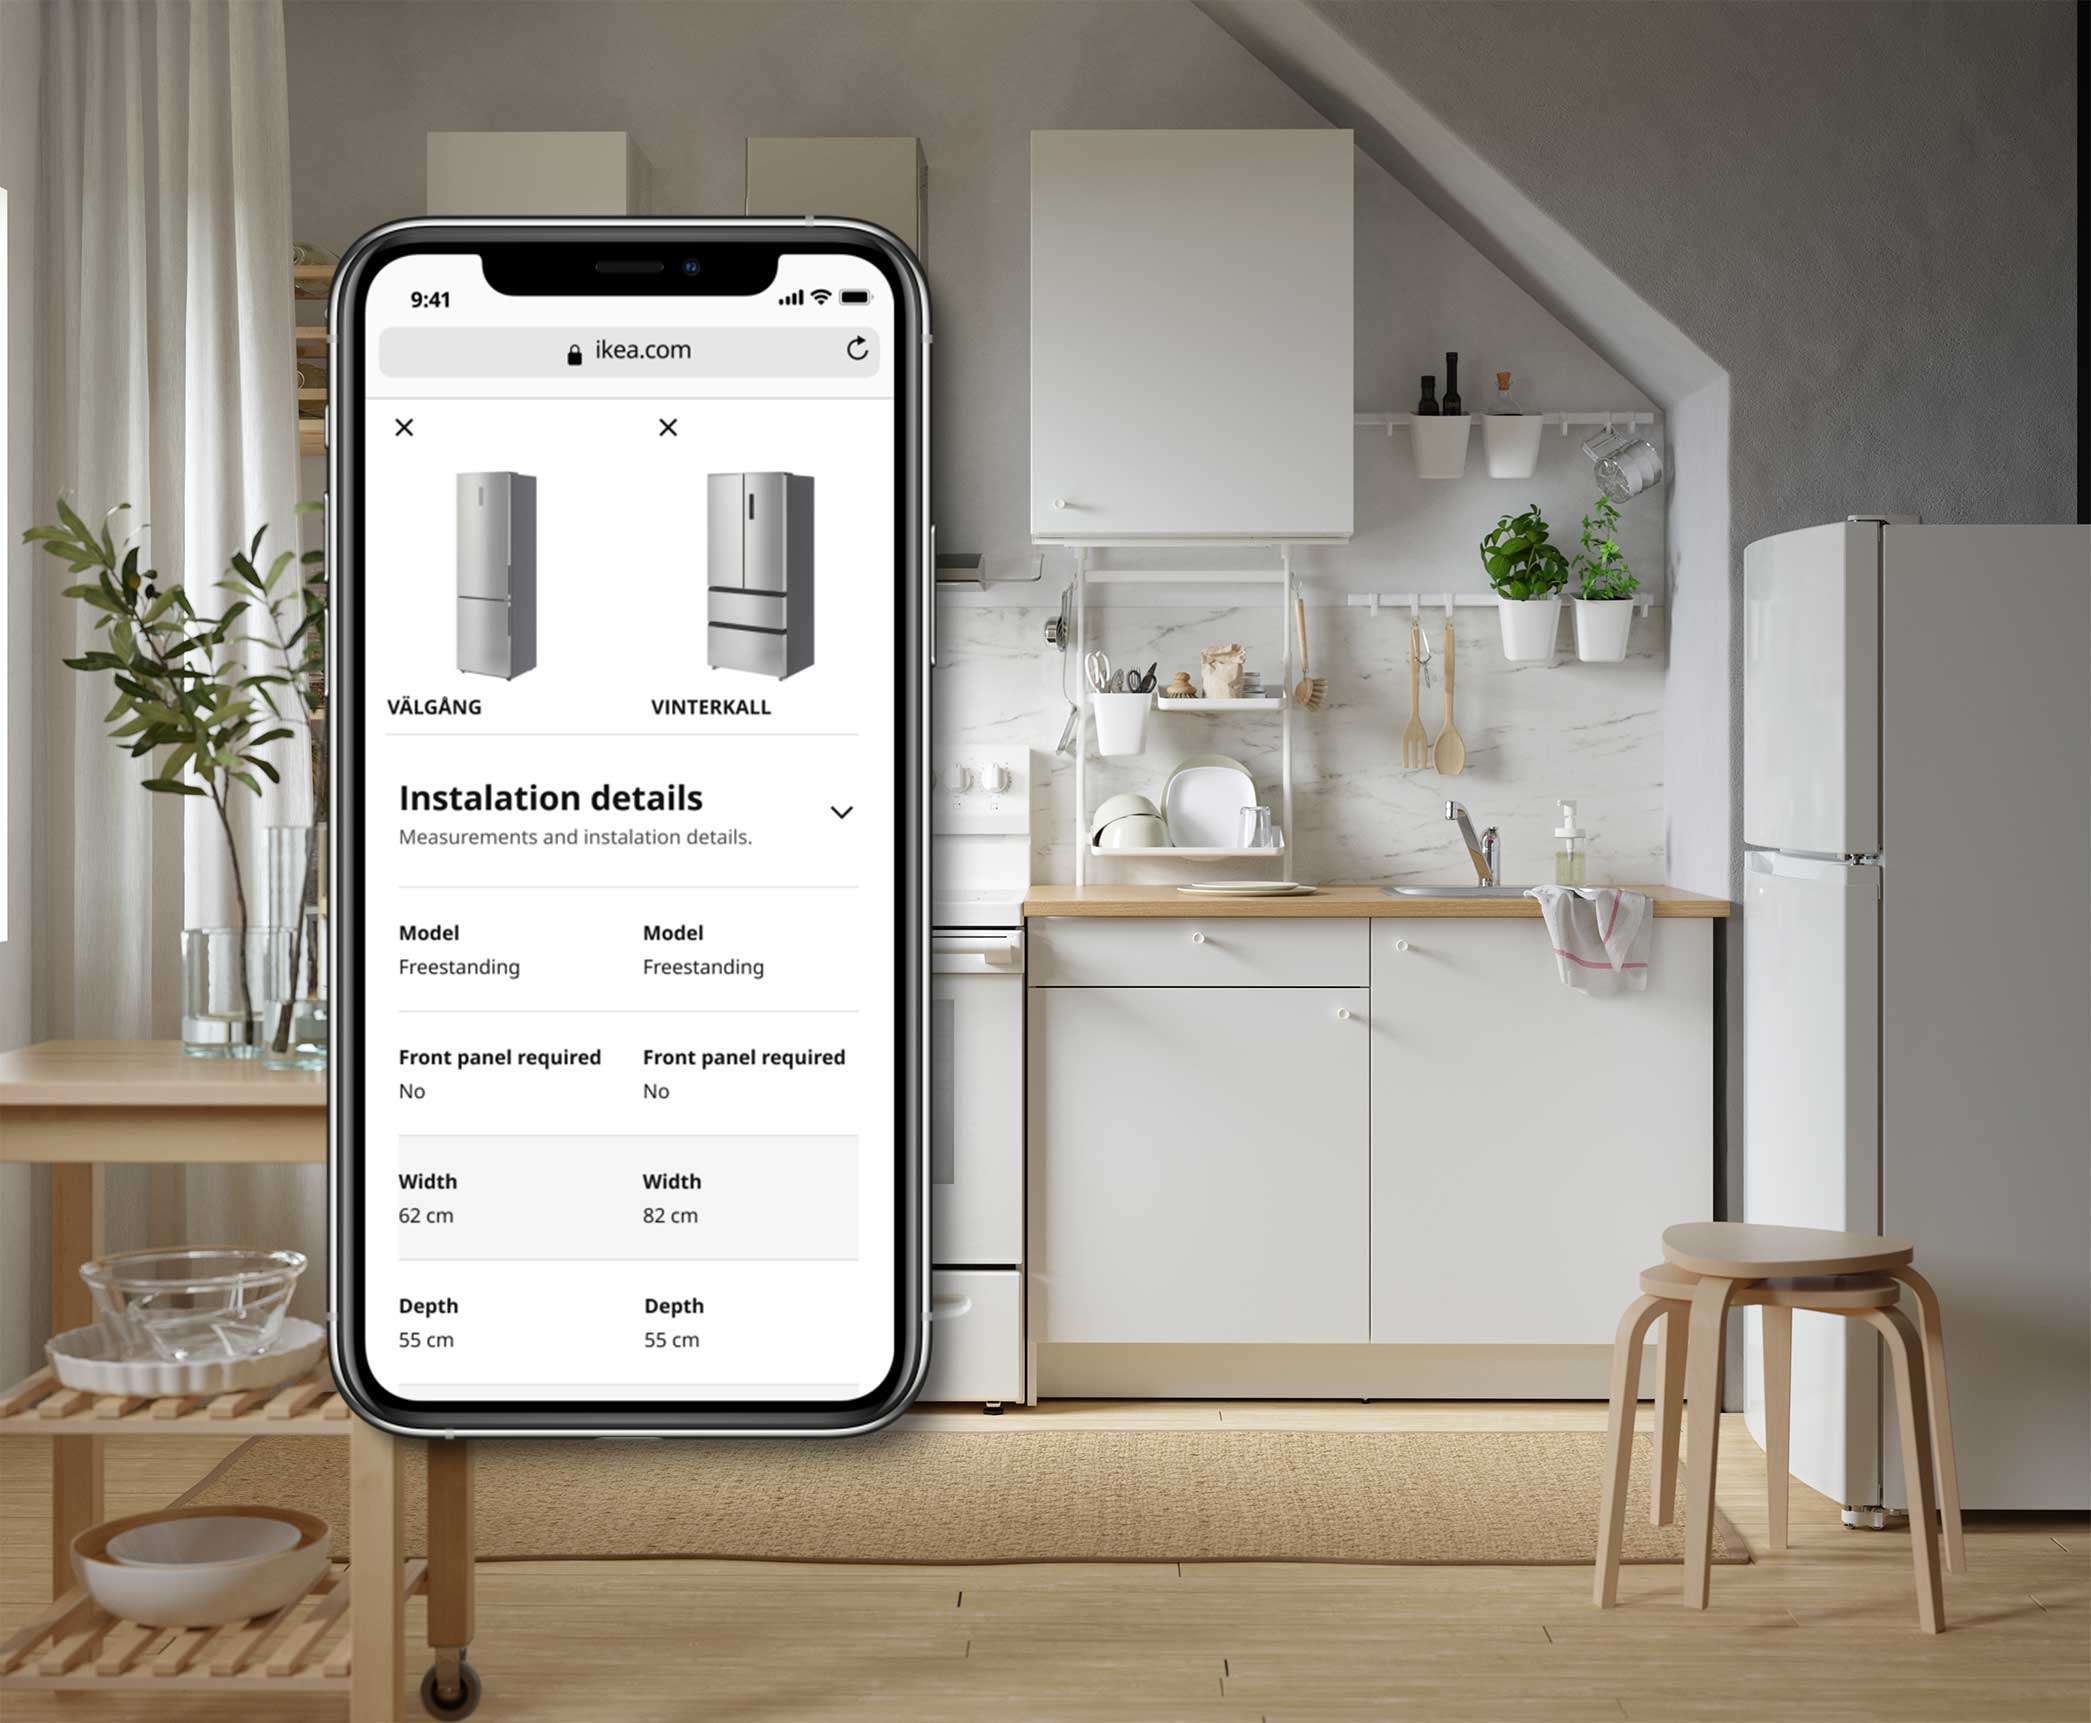 9:41
ikea.com
VÄLGÅNG VINTERKALL
Instalation details
Measurements and instalation details.
Model Model
Freestanding Freestanding
Front panel required Front panel required
No No
Width Width
62 cm 82 cm
Depth Depth
55 cm 55 cm